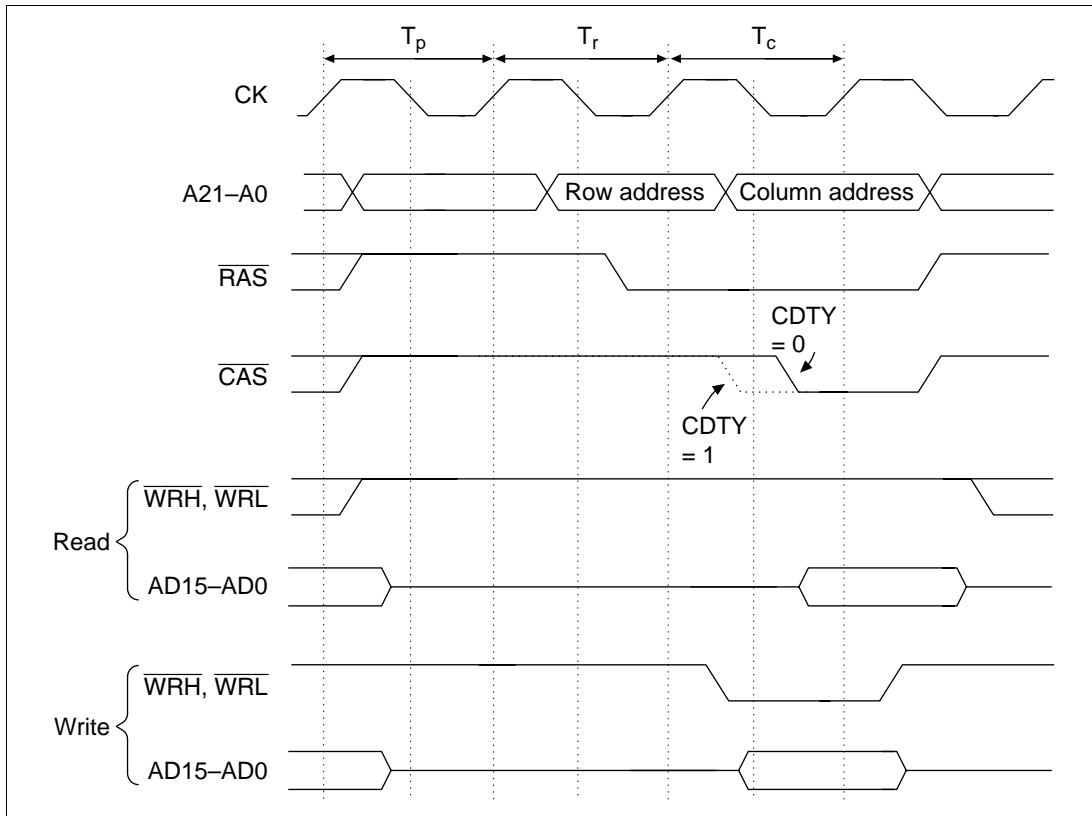 Tp Tr Tc
CK
A21–A0 Row address Column address
RAS
CDTY
= 0
CAS
CDTY
= 1
WRH, WRL
Read
AD15–AD0
WRH, WRL
Write
AD15–AD0